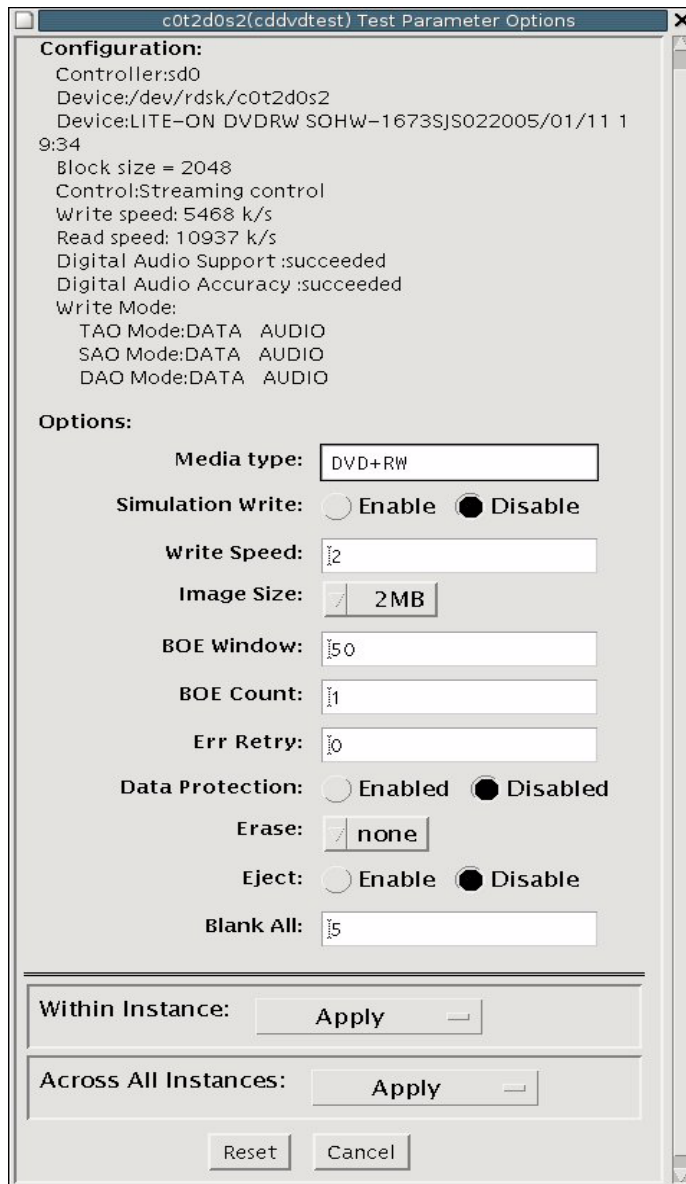 c0t2d0s2(cddvdtest) Test Parameter Options
Configuration:
Controller:sd0
Device:/dev/rdsk/c0t2d0s2
Device:LITE-ON DVDRW SOHW-1673SJS022005/01/11 1
9:34
Block size = 2048
Control:Streaming control
Write speed: 5468 k/s
Read speed: 10937 k/s
Digital Audio Support :succeeded
Digital Audio Accuracy :succeeded
Write Mode:
TAO Mode:DATA AUDIO
SAO Mode:DATA AUDIO
DAO Mode:DATA AUDIO
Options:
Media type: DVD+RW
Simulation Write: Enable Disable
Write Speed: 2
Image Size: 2MB
BOE Window: 50
BOE Count: 1
Err Retry: 0
Data Protection: Enabled Disabled
Erase: none
Eject: Enable Disable
Blank All: 5
Within Instance: Apply
Across All Instances: Apply
Reset Cancel